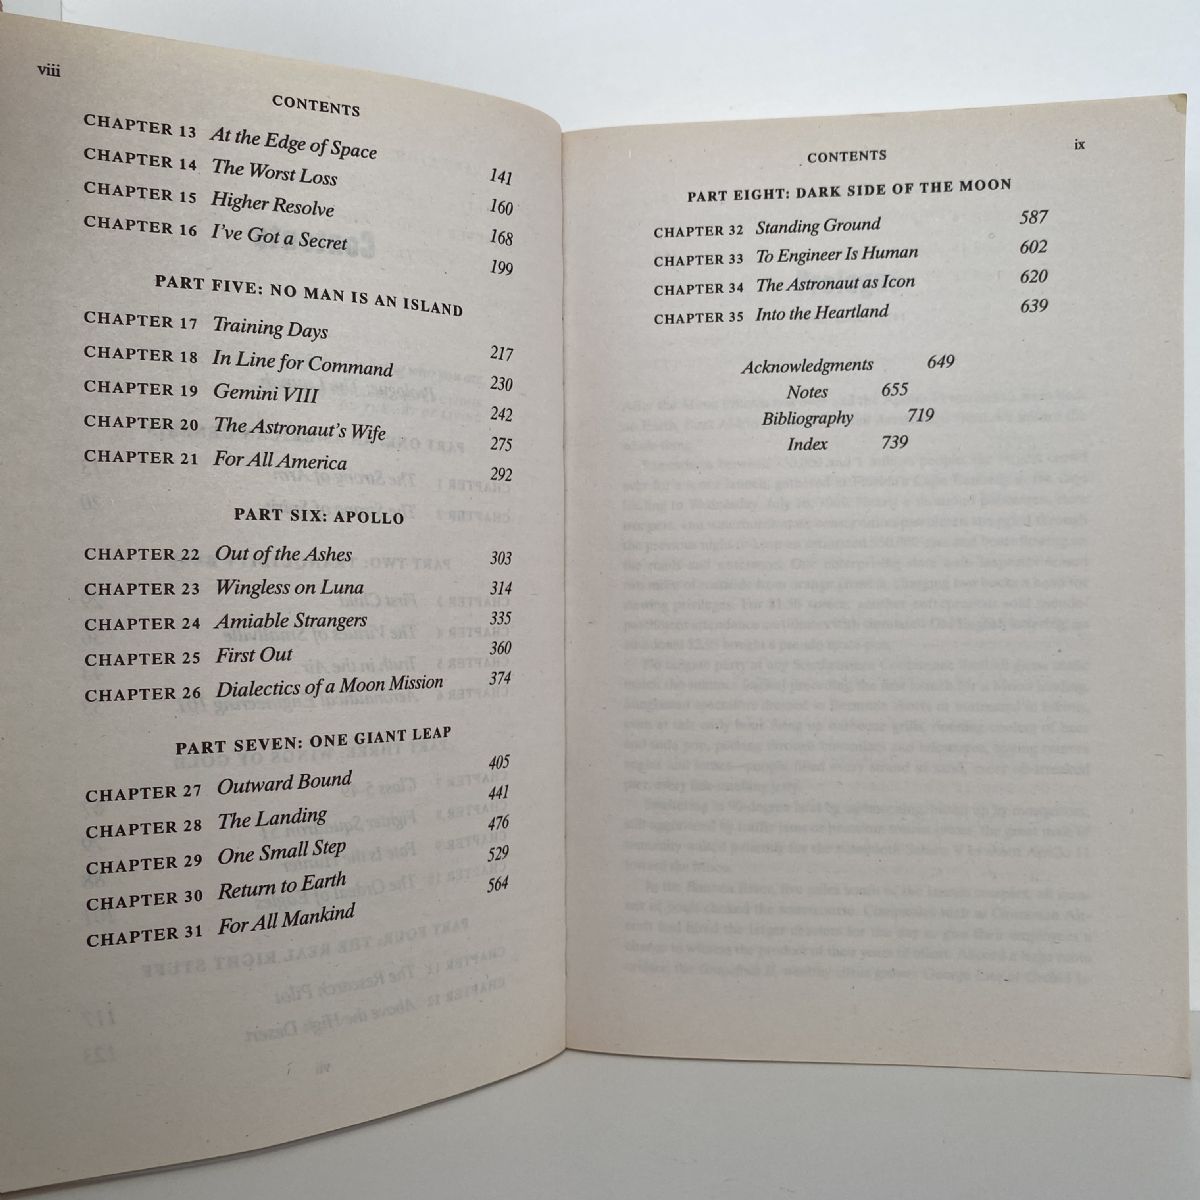 viii
CONTENTS
CHAPTER 13 At the Edge of Space 141
CHAPTER 14 The Worst Loss 160
CHAPTER 15 Higher Resolve 168
CHAPTER 16 I've Got a Secret 199
PART FIVE: NO MAN IS AN ISLAND
CHAPTER 17 Training Days 217
CHAPTER 18 In Line for Command 230
CHAPTER 19 Gemini VIII 242
CHAPTER 20 The Astronaut's Wife 275
CHAPTER 21 For All America 292
PART SIX: APOLLO
CHAPTER 22 Out of the Ashes 303
CHAPTER 23 Wingless on Luna 314
CHAPTER 24 Amiable Strangers 335
CHAPTER 25 First Out 360
CHAPTER 26 Dialectics of a Moon Mission 374
PART SEVEN: ONE GIANT LEAP
CHAPTER 27 Outward Bound 405
CHAPTER 28 The Landing 441
CHAPTER 29 One Small Step 476
CHAPTER 30 Return to Earth 529
CHAPTER 31 For All Mankind 564
ix
CONTENTS
PART EIGHT: DARK SIDE OF THE MOON
CHAPTER 32 Standing Ground 587
CHAPTER 33 To Engineer Is Human 602
CHAPTER 34 The Astronaut as Icon 620
CHAPTER 35 Into the Heartland 639
Acknowledgments 649
Notes 655
Bibliography 719
Index 739